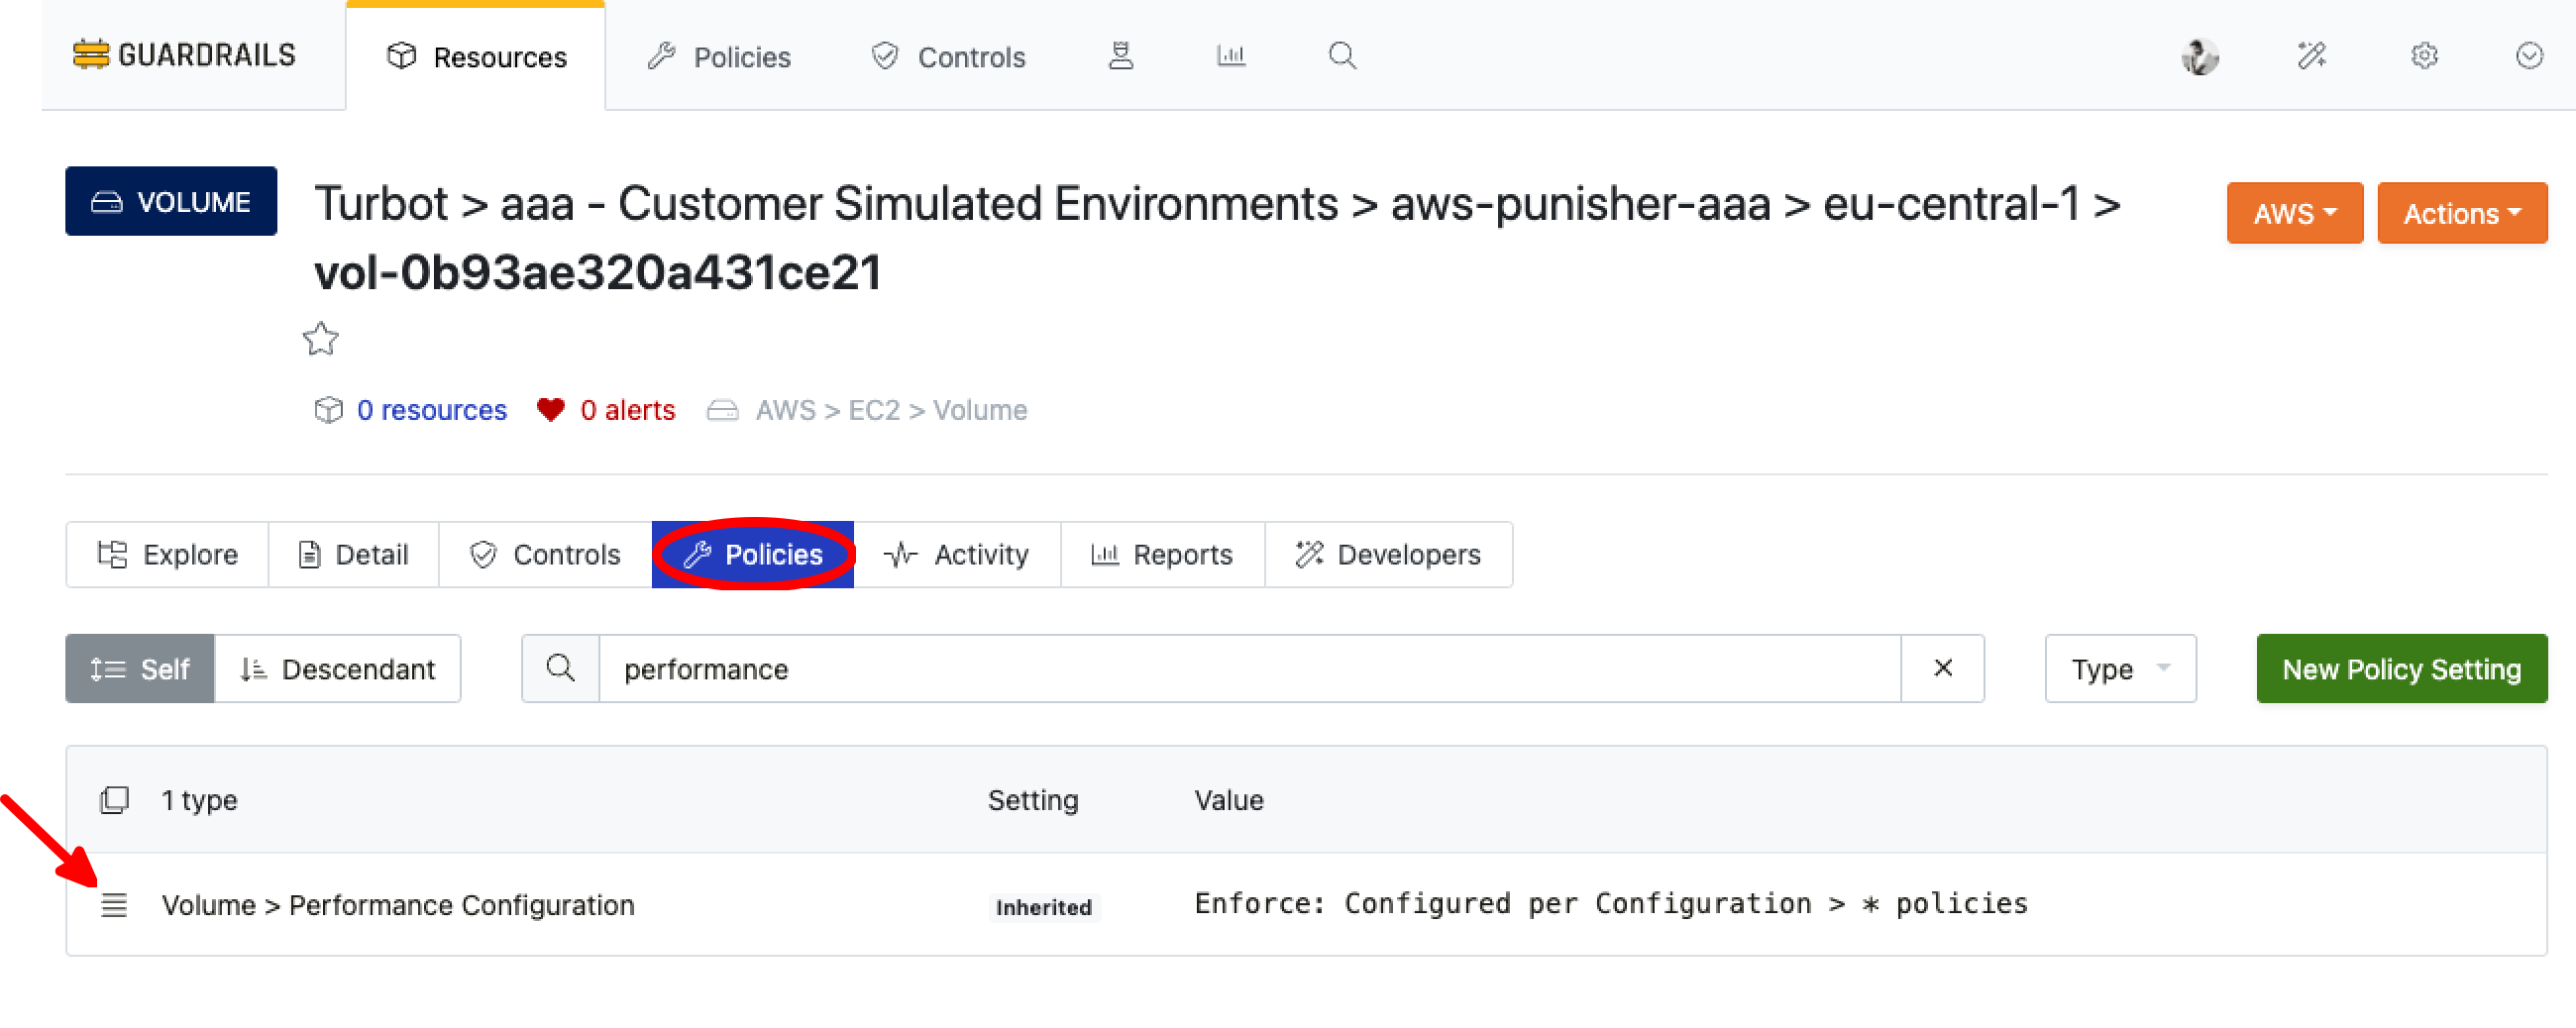 GUARDRAILS
Resources
Policies
Controls
VOLUME
Turbot > aaa - Customer Simulated Environments > aws-punisher-aaa > eu-central-1 >
vol-0b93ae320a431ce21
AWS
Actions
0 resources
0 alerts
AWS > EC2 > Volume
Explore
Detail
Controls
Policies
Activity
Reports
Developers
Self
Descendant
performance
Type
New Policy Setting
1 type
Setting
Value
Volume > Performance Configuration
Inherited
Enforce: Configured per Configuration > * policies